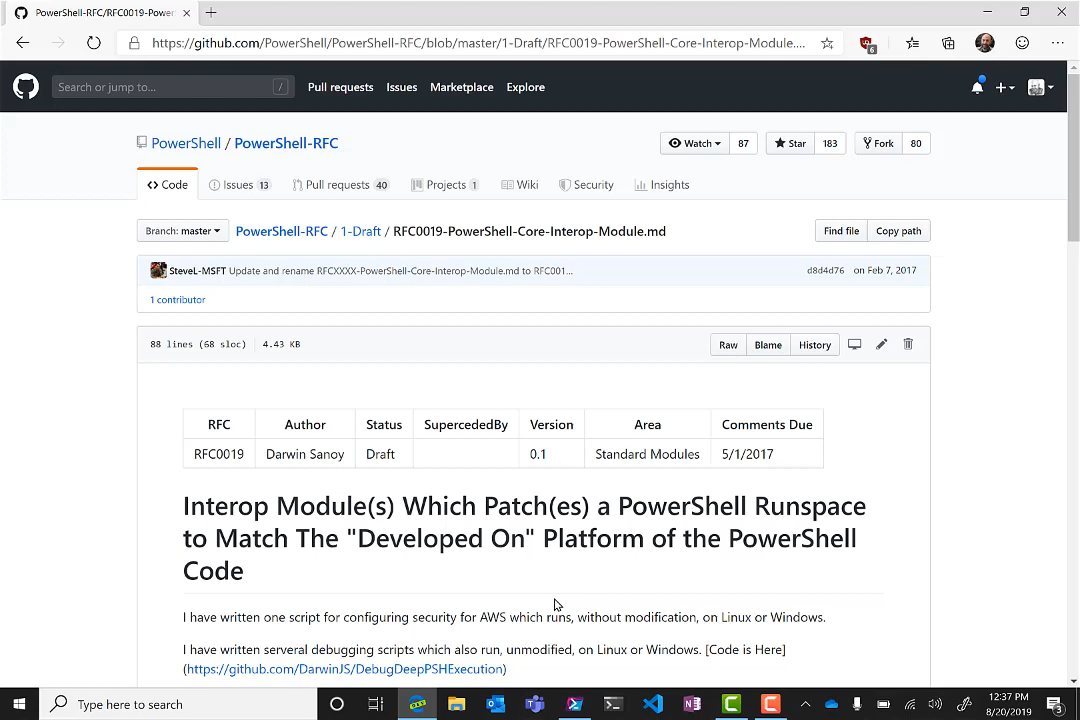 PowerShell-RFC/RFC0019-Power
https://github.com/PowerShell/PowerShell-RFC/blob/master/1-Draft/RFC0019-PowerShell-Core-Interop-Module....
6
Search or jump to...
/
Pull requests
Issues
Marketplace
Explore
PowerShell / PowerShell-RFC
Watch
87
Star
183
Fork
80
Code
Issues 13
Pull requests 40
Projects 1
Wiki
Security
Insights
Branch: master
PowerShell-RFC / 1-Draft / RFC0019-PowerShell-Core-Interop-Module.md
Find file
Copy path
SteveL-MSFT Update and rename RFCXXXX-PowerShell-Core-Interop-Module.md to RFC001...
d8d4d76 on Feb 7, 2017
1 contributor
88 lines (68 sloc) | 4.43 KB
Raw
Blame
History
RFC Author Status SupercededBy Version Area Comments Due
RFC0019 Darwin Sanoy Draft 0.1 Standard Modules 5/1/2017
Interop Module(s) Which Patch(es) a PowerShell Runspace
to Match The "Developed On" Platform of the PowerShell
Code
I have written one script for configuring security for AWS which runs, without modification, on Linux or Windows.
I have written serveral debugging scripts which also run, unmodified, on Linux or Windows. [Code is Here]
(https://github.com/DarwinJS/DebugDeepPSHExecution)
Type here to search
12:37 PM
8/20/2019
3